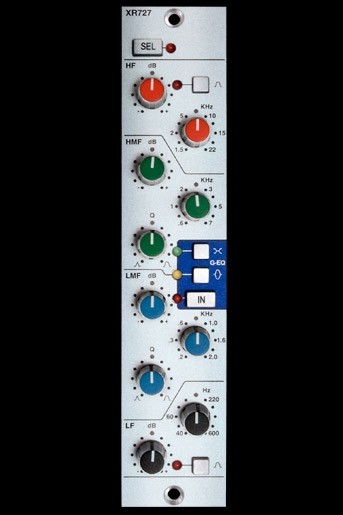 XR727
SEL
HF
dB
- +
KHz
5 10
2 15
1.5 22
HMF dB
- +
KHz
2 3
1 5
.6 7
Q
G-EQ
LMF dB
IN
- +
KHz
.6 1.0
.3 1.6
.2 2.0
Q
Hz
220
60
40 600
LF dB
- +